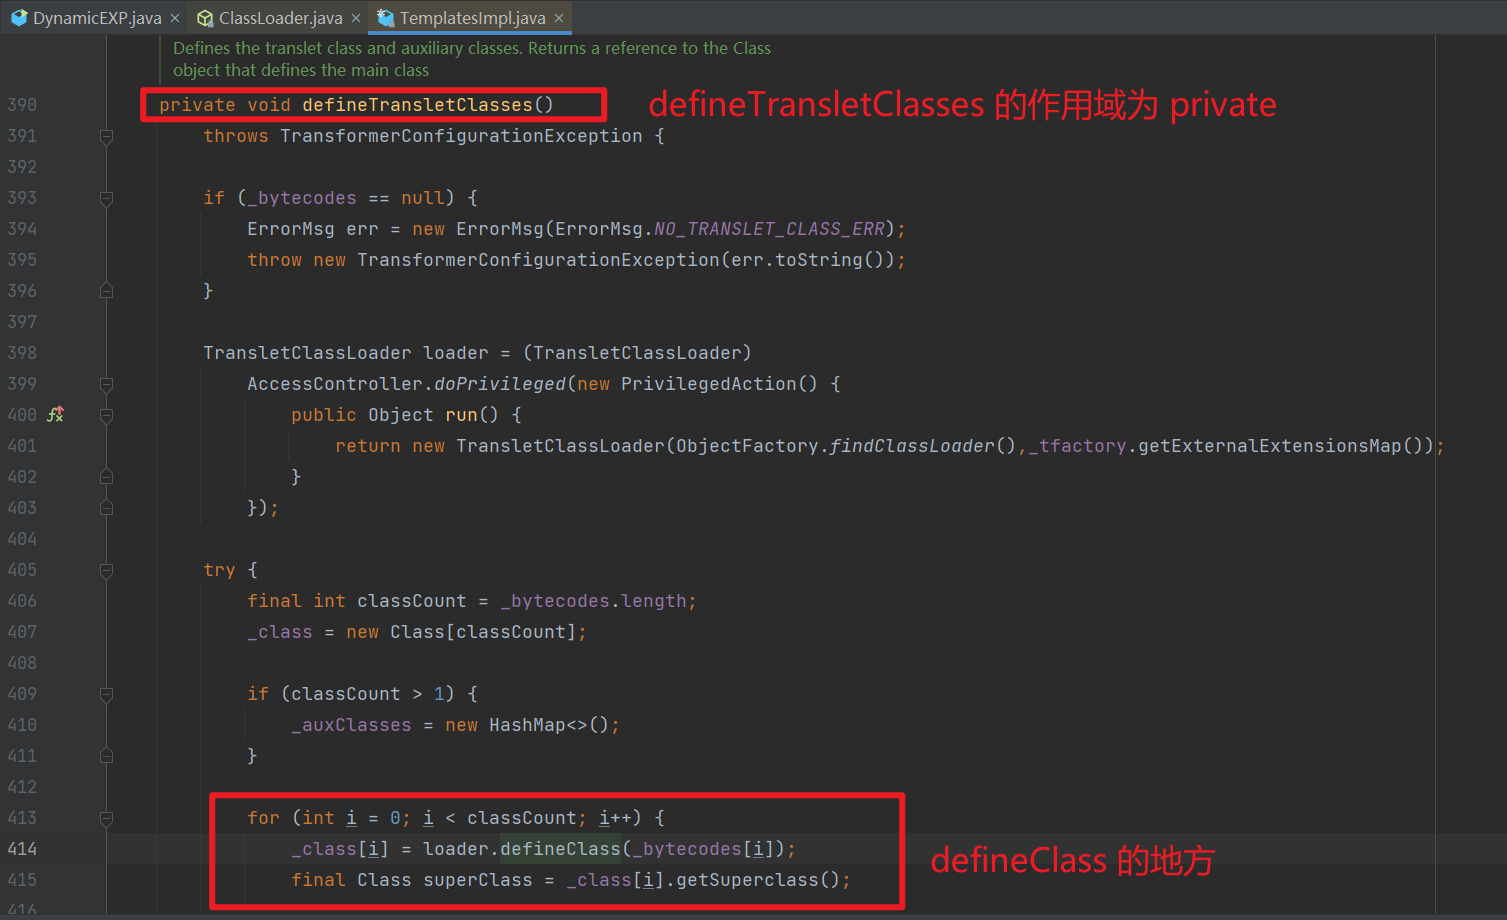 DynamicEXP.java × ClassLoader.java × TemplatesImpl.java ×
Defines the translet class and auxiliary classes. Returns a reference to the Class
object that defines the main class
390 private void defineTransletClasses() defineTransletClasses 的作用域为 private
391 throws TransformerConfigurationException {
392
393 if (_bytecodes == null) {
394 ErrorMsg err = new ErrorMsg(ErrorMsg.NO_TRANSLET_CLASS_ERR);
395 throw new TransformerConfigurationException(err.toString());
396 }
397
398 TransletClassLoader loader = (TransletClassLoader)
399 AccessController.doPrivileged(new PrivilegedAction() {
400 public Object run() {
401 return new TransletClassLoader(ObjectFactory.findClassLoader(),_tfactory.getExternalExtensionsMap());
402 }
403 });
404
405 try {
406 final int classCount = _bytecodes.length;
407 _class = new Class[classCount];
408
409 if (classCount > 1) {
410 _auxClasses = new HashMap<>();
411 }
412
413 for (int i = 0; i < classCount; i++) {
414 _class[i] = loader.defineClass(_bytecodes[i]);
defineClass 的地方
415 final Class superClass = _class[i].getSuperclass();
416